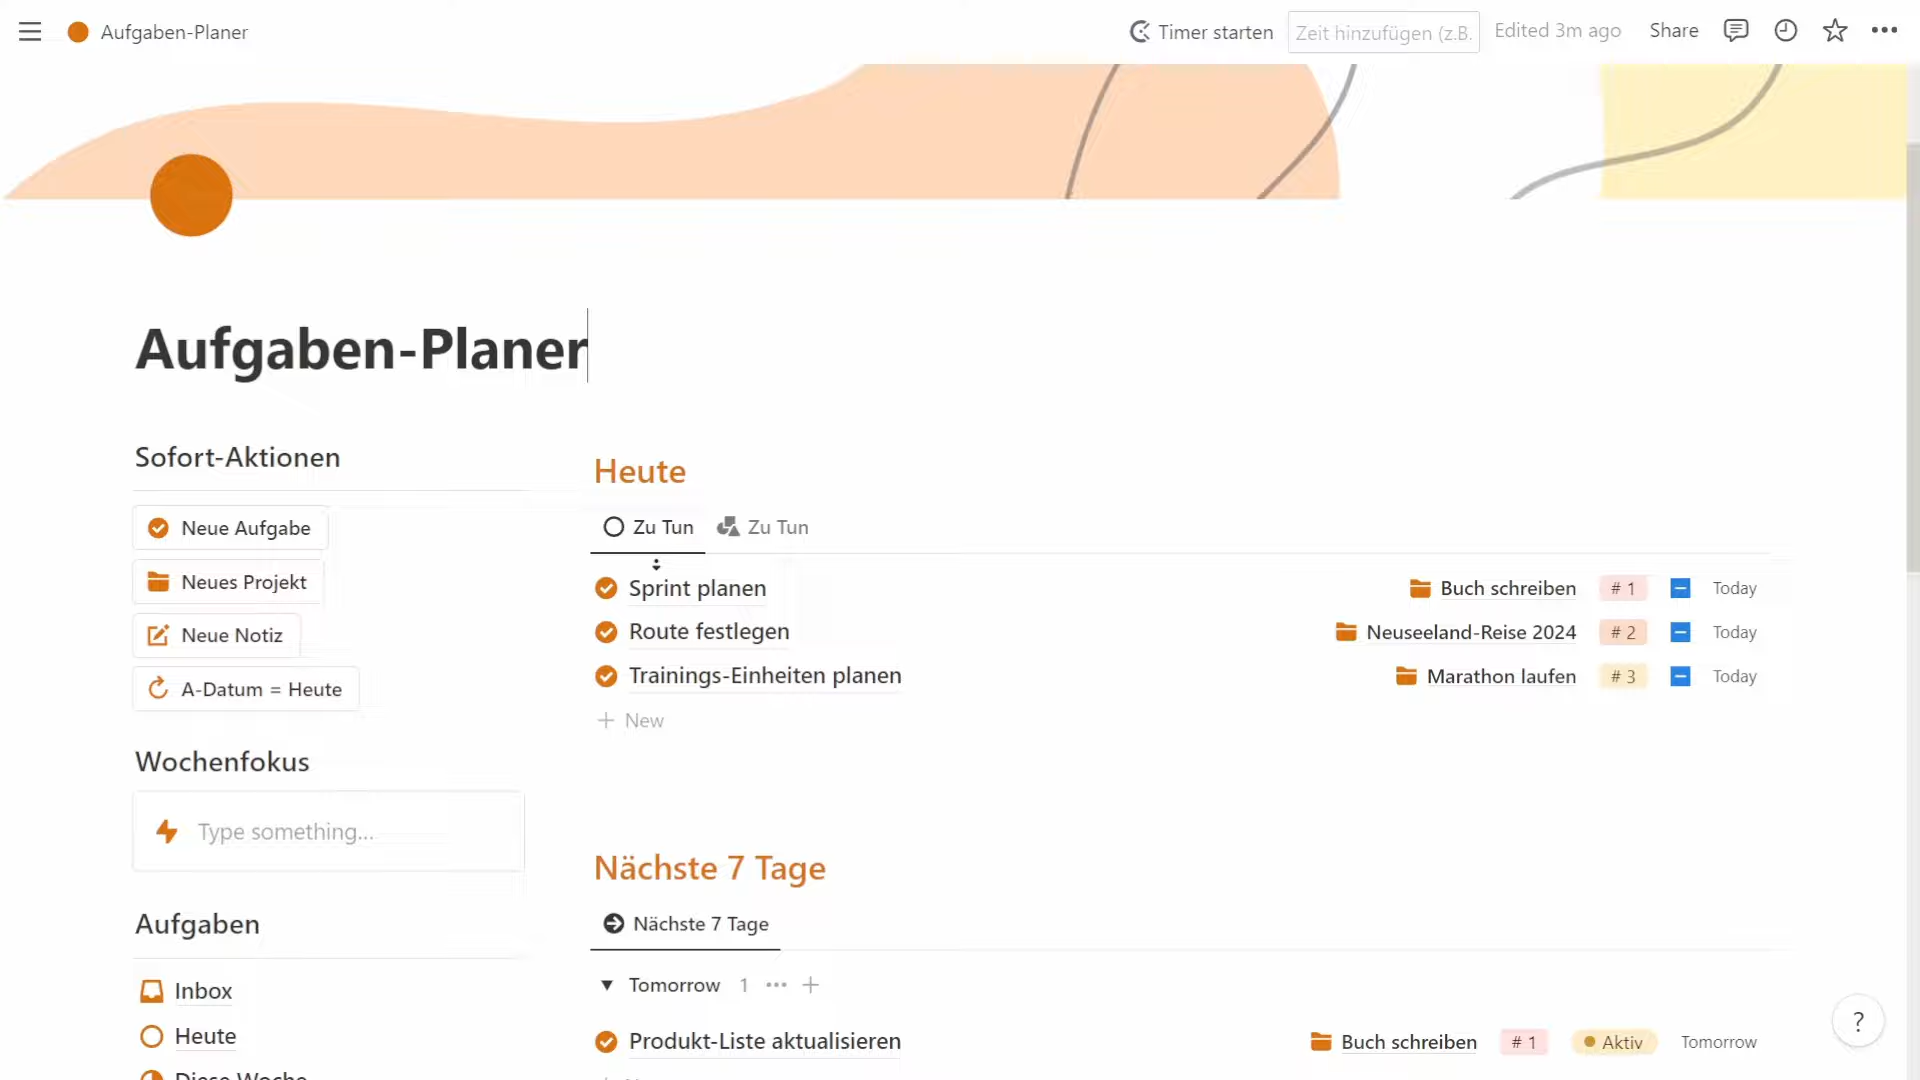 Aufgaben-Planer
Timer starten
Zeit hinzufügen (z.B.
Edited 3m ago
Share
Aufgaben-Planer
Sofort-Aktionen
Neue Aufgabe
Neues Projekt
Neue Notiz
A-Datum = Heute
Wochenfokus
Type something...
Aufgaben
Inbox
Heute
Diese Woche
Heute
Zu Tun
Zu Tun
Sprint planen Buch schreiben # 1 Today
Route festlegen Neuseeland-Reise 2024 # 2 Today
Trainings-Einheiten planen Marathon laufen # 3 Today
New
Nächste 7 Tage
Nächste 7 Tage
Tomorrow 1
Produkt-Liste aktualisieren Buch schreiben # 1 Aktiv Tomorrow
?